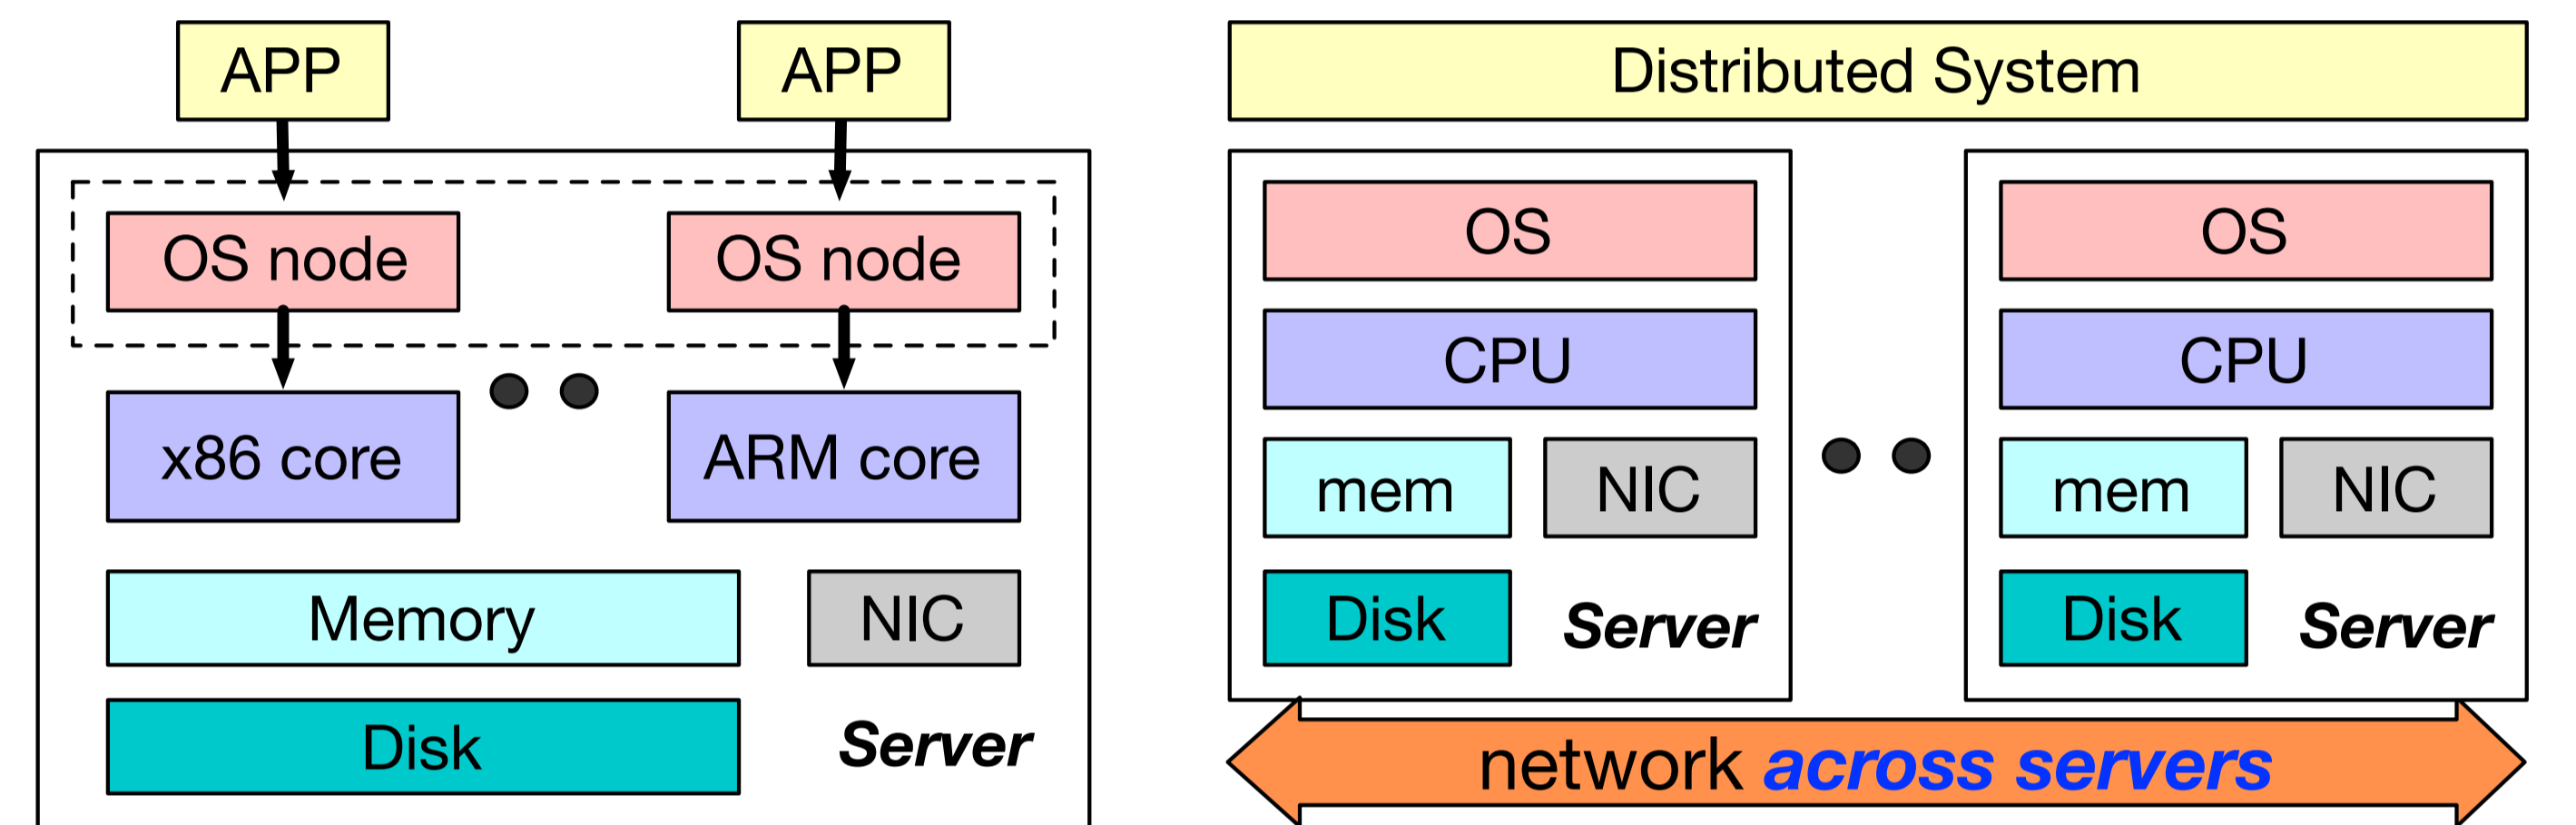 APP
APP
OS node
OS node
x86 core
ARM core
Memory
NIC
Disk
Server
Distributed System
OS
CPU
mem
NIC
Disk
Server
OS
CPU
mem
NIC
Disk
Server
network across servers